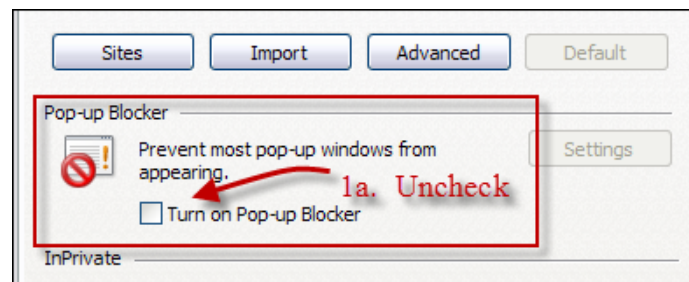 Sites Import Advanced Default
Pop-up Blocker
Prevent most pop-up windows from
appearing.
Settings
1a. Uncheck
Turn on Pop-up Blocker
InPrivate